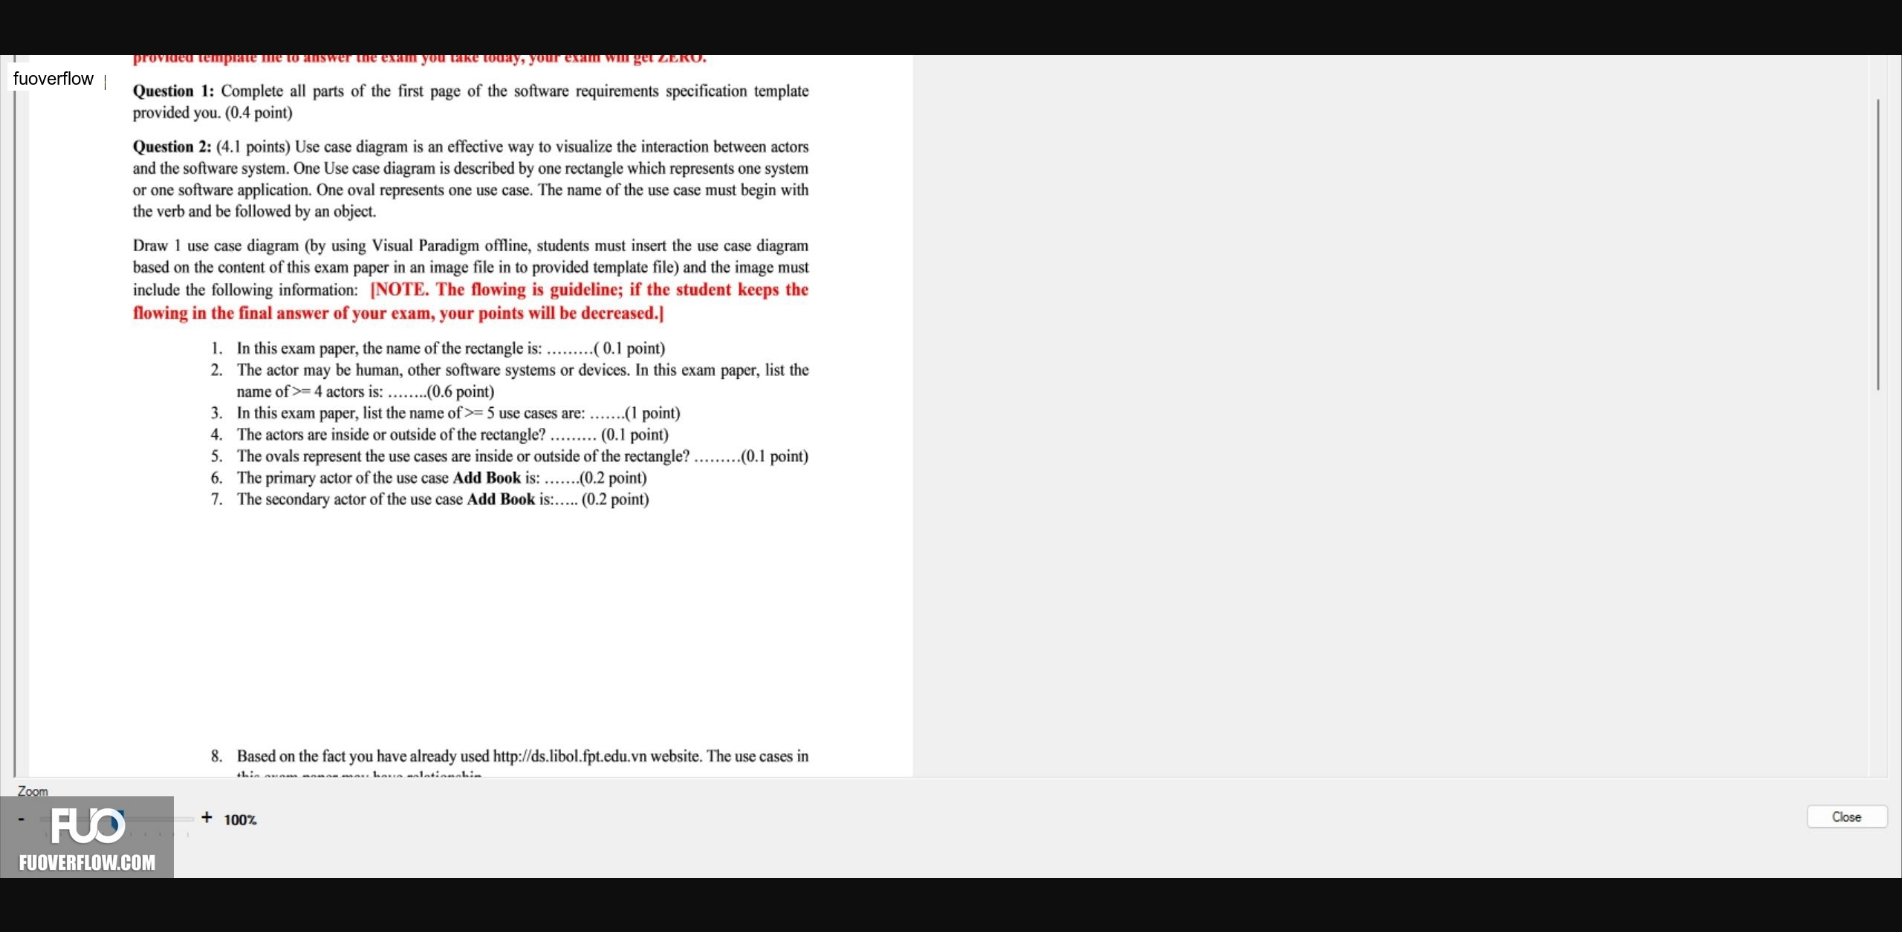 provided template file to answer the exam you take today, your exam will get ZERO.
fuoverflow
Question 1: Complete all parts of the first page of the software requirements specification template
provided you. (0.4 point)
Question 2: (4.1 points) Use case diagram is an effective way to visualize the interaction between actors
and the software system. One Use case diagram is described by one rectangle which represents one system
or one software application. One oval represents one use case. The name of the use case must begin with
the verb and be followed by an object.
Draw 1 use case diagram (by using Visual Paradigm offline, students must insert the use case diagram
based on the content of this exam paper in an image file in to provided template file) and the image must
include the following information: [NOTE. The flowing is guideline; if the student keeps the
flowing in the final answer of your exam, your points will be decreased.]
1. In this exam paper, the name of the rectangle is: .........( 0.1 point)
2. The actor may be human, other software systems or devices. In this exam paper, list the
name of >= 4 actors is: ........(0.6 point)
3. In this exam paper, list the name of >= 5 use cases are: .......(1 point)
4. The actors are inside or outside of the rectangle? ......... (0.1 point)
5. The ovals represent the use cases are inside or outside of the rectangle? .........(0.1 point)
6. The primary actor of the use case Add Book is: .......(0.2 point)
7. The secondary actor of the use case Add Book is:..... (0.2 point)
8. Based on the fact you have already used http://ds.libol.fpt.edu.vn website. The use cases in
this exam paper may have relationship
Zoom
- + 100%
Close
FUO
FUOVERFLOW.COM